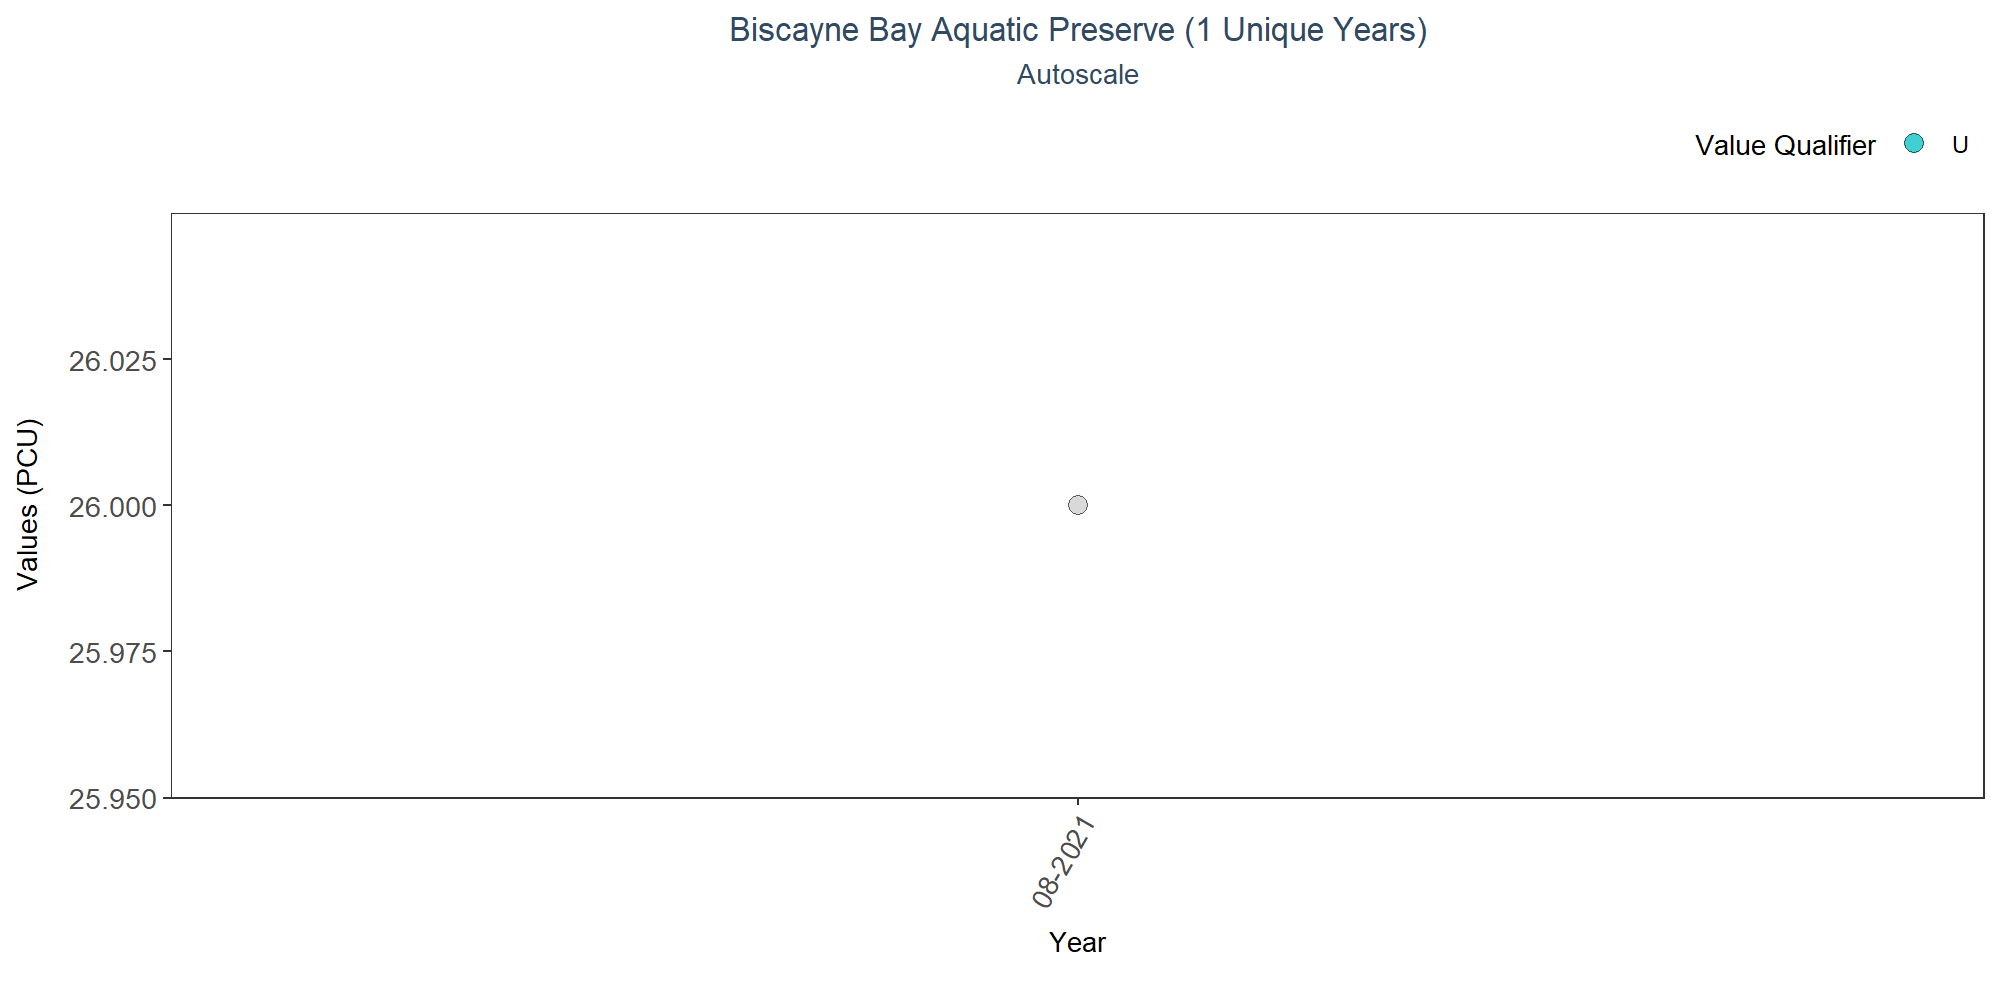 Biscayne Bay Aquatic Preserve (1 Unique Years)
Autoscale
Value Qualifier U
Values (PCU)
26.025
26.000
25.975
25.950
08-2021
Year